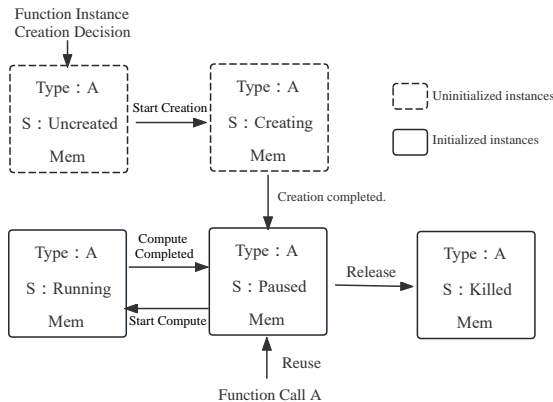 Function Instance
Creation Decision
Type：A
S：Uncreated
Mem
Start Creation
Type：A
S：Creating
Mem
Uninitialized instances
Initialized instances
Creation completed.
Type：A
S：Running
Mem
Compute
Completed
Start Compute
Type：A
S：Paused
Mem
Release
Type：A
S：Killed
Mem
Reuse
Function Call A